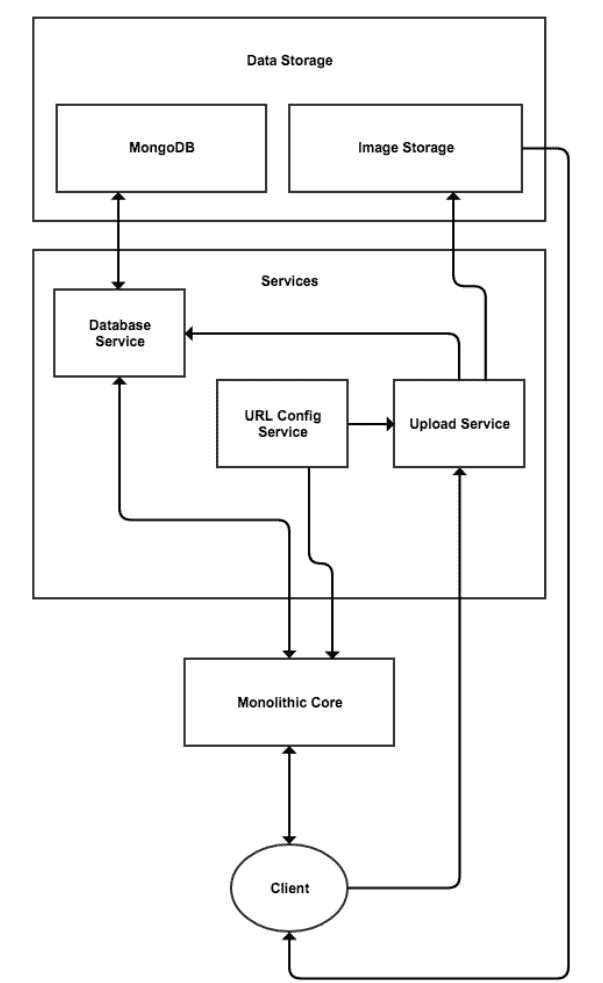 Data Storage
MongoDB
Image Storage
Services
Database
Service
URL Config
Service
Upload Service
Monolithic Core
Client